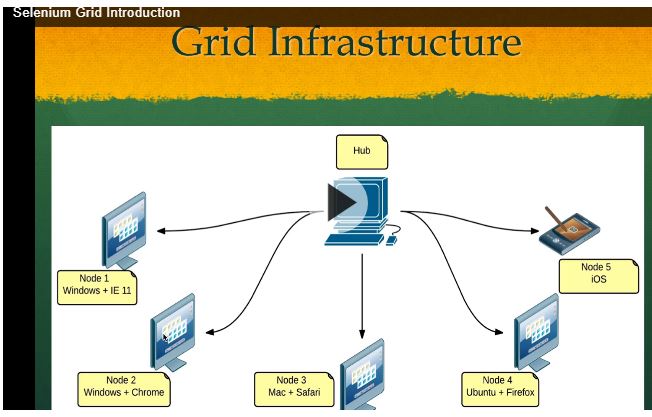 Selenium Grid Introduction
Grid Infrastructure
Hub
Node 1
Windows + IE 11
Node 5
iOS
Node 2
Windows + Chrome
Node 3
Mac + Safari
Node 4
Ubuntu + Firefox